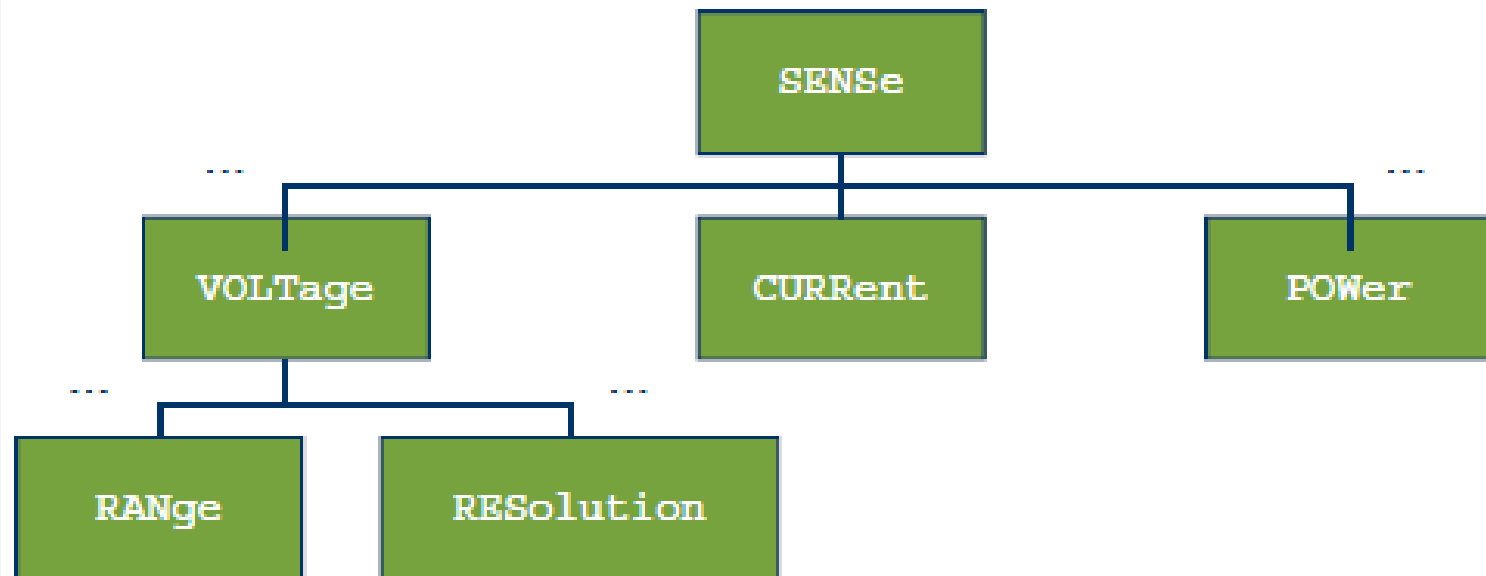 SENSe
... ...
VOLTage CURRent POWer
... ...
RANge RESolution